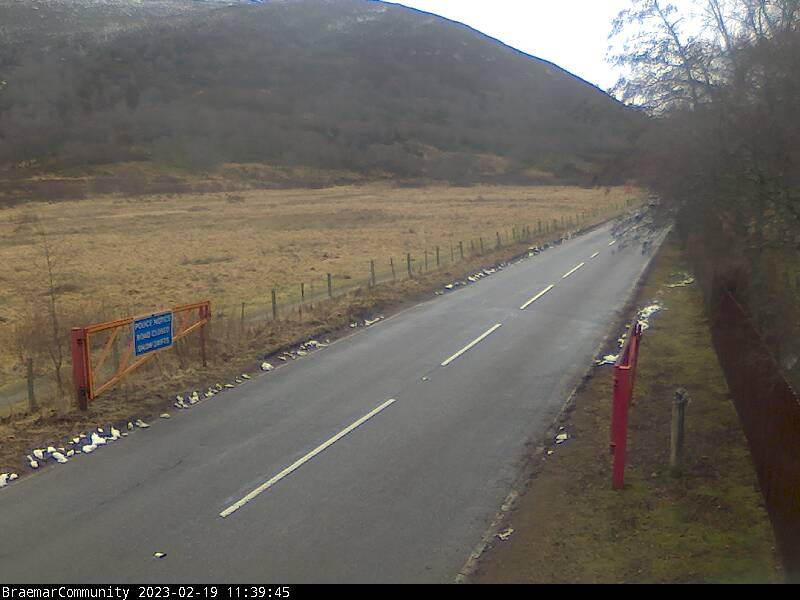 POLICE NOTICE
ROAD CLOSED
SNOW DRIFTS
BraemarCommunity 2023-02-19 11:39:45